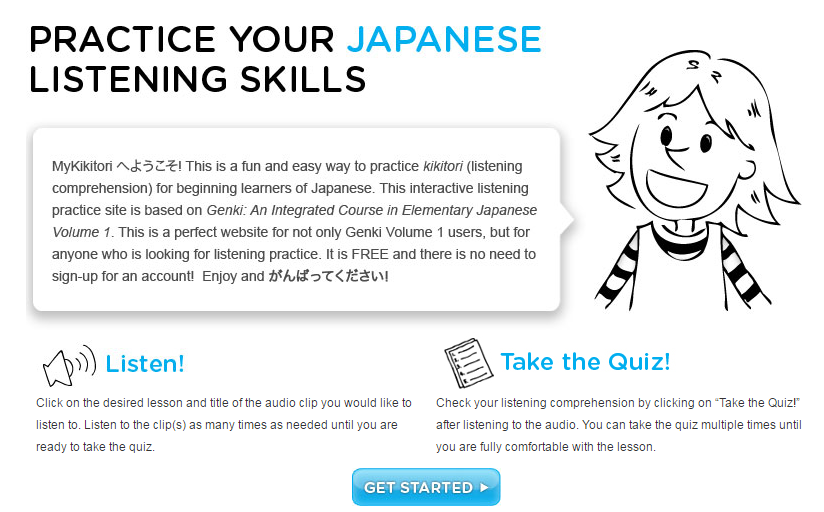 PRACTICE YOUR JAPANESE
LISTENING SKILLS
MyKikitori へようこそ! This is a fun and easy way to practice kikitori (listening
comprehension) for beginning learners of Japanese. This interactive listening
practice site is based on Genki: An Integrated Course in Elementary Japanese
Volume 1. This is a perfect website for not only Genki Volume 1 users, but for
anyone who is looking for listening practice. It is FREE and there is no need to
sign-up for an account!  Enjoy and がんばってください!
Listen!
Click on the desired lesson and title of the audio clip you would like to
listen to. Listen to the clip(s) as many times as needed until you are
ready to take the quiz.
Take the Quiz!
Check your listening comprehension by clicking on “Take the Quiz!”
after listening to the audio. You can take the quiz multiple times until
you are fully comfortable with the lesson.
GET STARTED